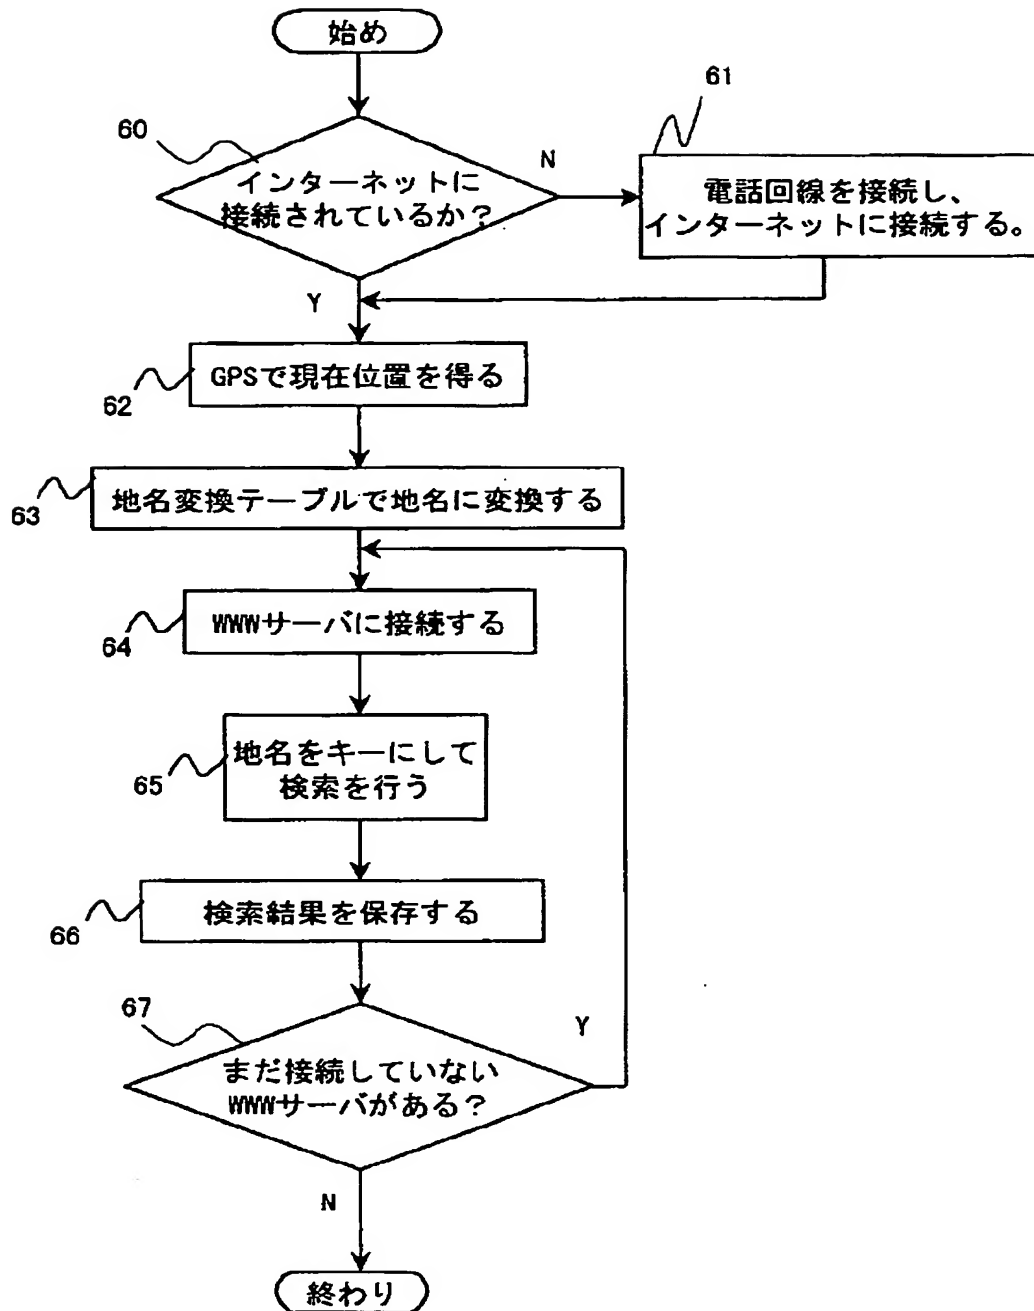 始め
60
インターネットに
接続されているか？
N
61
電話回線を接続し、
インターネットに接続する。
Y
62
GPSで現在位置を得る
63
地名変換テーブルで地名に変換する
64
WWWサーバに接続する
65
地名をキーにして
検索を行う
66
検索結果を保存する
67
まだ接続していない
WWWサーバがある？
Y
N
終わり